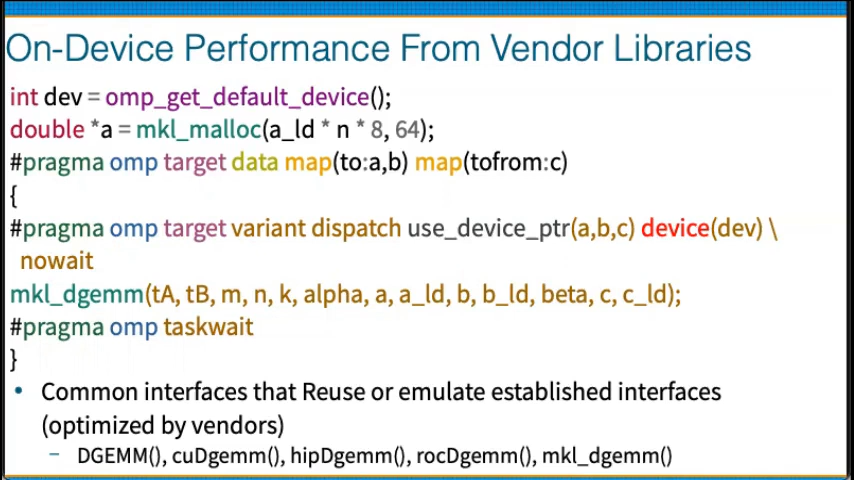 On-Device Performance From Vendor Libraries
int dev = omp_get_default_device();
double *a = mkl_malloc(a_ld * n * 8, 64);
#pragma omp target data map(to:a,b) map(tofrom:c)
{
#pragma omp target variant dispatch use_device_ptr(a,b,c) device(dev) \
nowait
mkl_dgemm(tA, tB, m, n, k, alpha, a, a_ld, b, b_ld, beta, c, c_ld);
#pragma omp taskwait
}
• Common interfaces that Reuse or emulate established interfaces
(optimized by vendors)
– DGEMM(), cuDgemm(), hipDgemm(), rocDgemm(), mkl_dgemm()